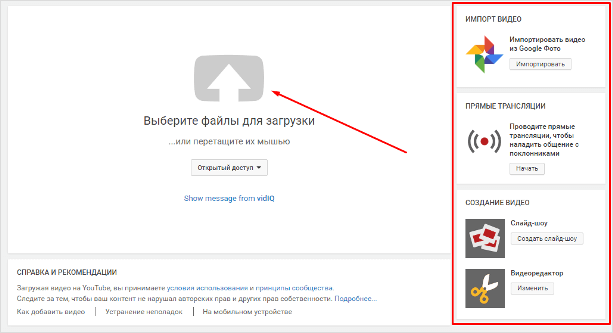 Выберите файлы для загрузки
...или перетащите их мышью
Открытый доступ
Show message from vidIQ
СПРАВКА И РЕКОМЕНДАЦИИ
Загружая видео на YouTube, вы принимаете условия использования и принципы сообщества.
Следите за тем, чтобы ваш контент не нарушал авторских прав и других прав собственности. Подробнее...
Как добавить видео
Устранение неполадок
На мобильном устройстве
ИМПОРТ ВИДЕО
Импортировать видео
из Google Фото
Импортировать
ПРЯМЫЕ ТРАНСЛЯЦИИ
Проводите прямые
трансляции, чтобы
наладить общение с
поклонниками
Начать
СОЗДАНИЕ ВИДЕО
Слайд-шоу
Создать слайд-шоу
Видеоредактор
Изменить